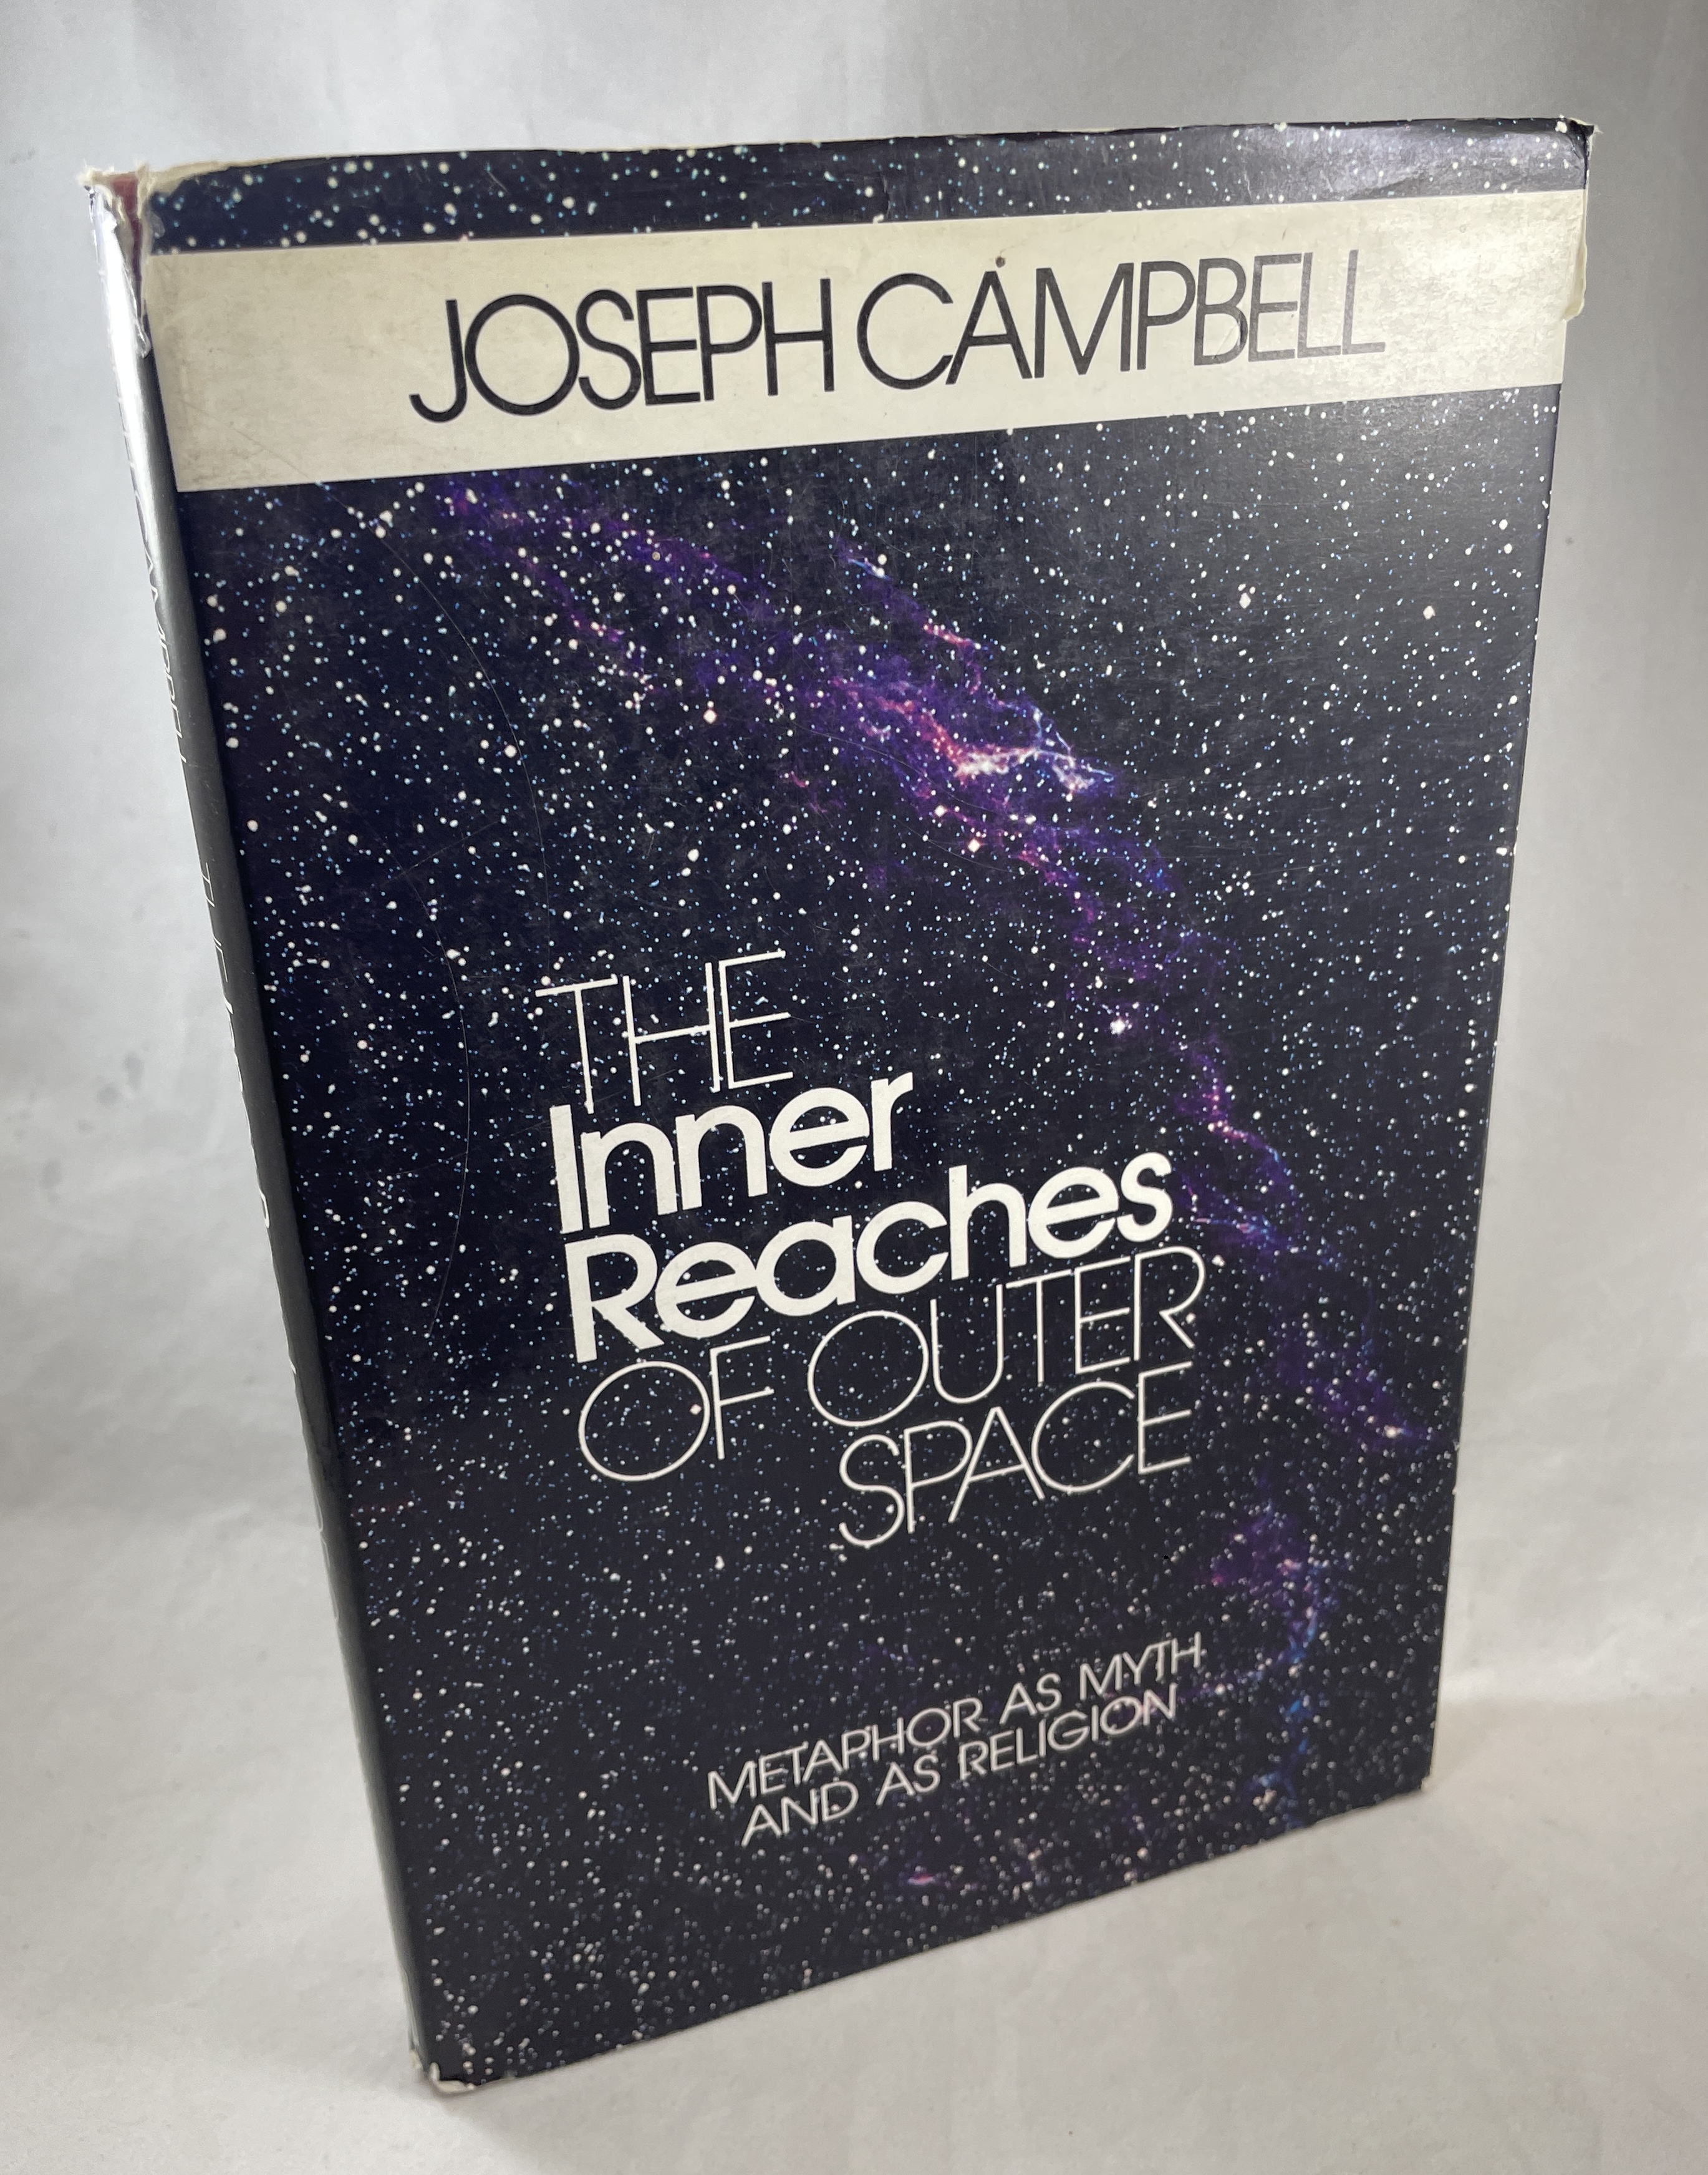 JOSEPH CAMPBELL
THE
Inner
Reaches
OF OUTER
SPACE
METAPHOR AS MYTH
AND AS RELIGION